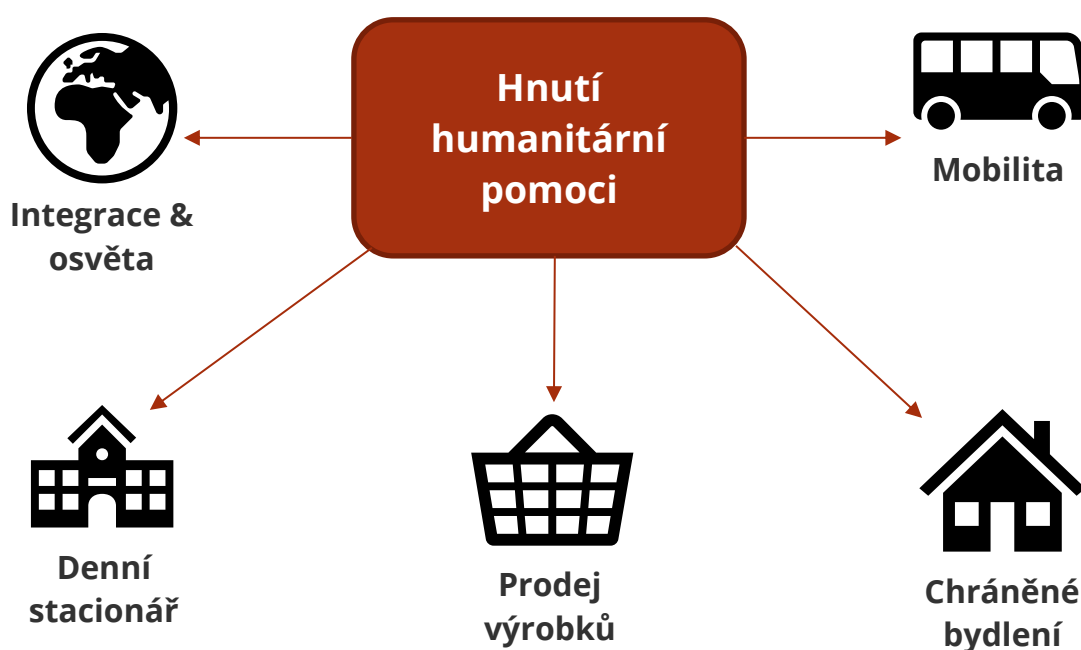 Hnutí
humanitární
pomoci
Integrace &
osvěta
Mobilita
Denní
stacionář
Prodej
výrobků
Chráněné
bydlení